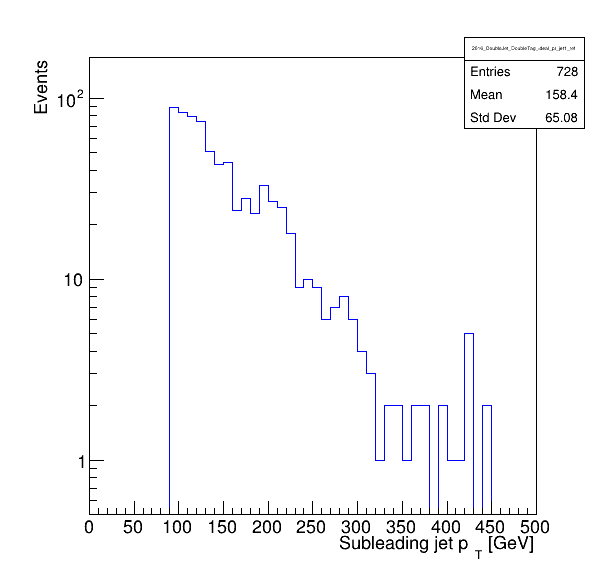 Entries 728
Mean 158.4
Std Dev 65.08
Events
10²
10
1
0 50 100 150 200 250 300 350 400 450 500
Subleading jet p T [GeV]